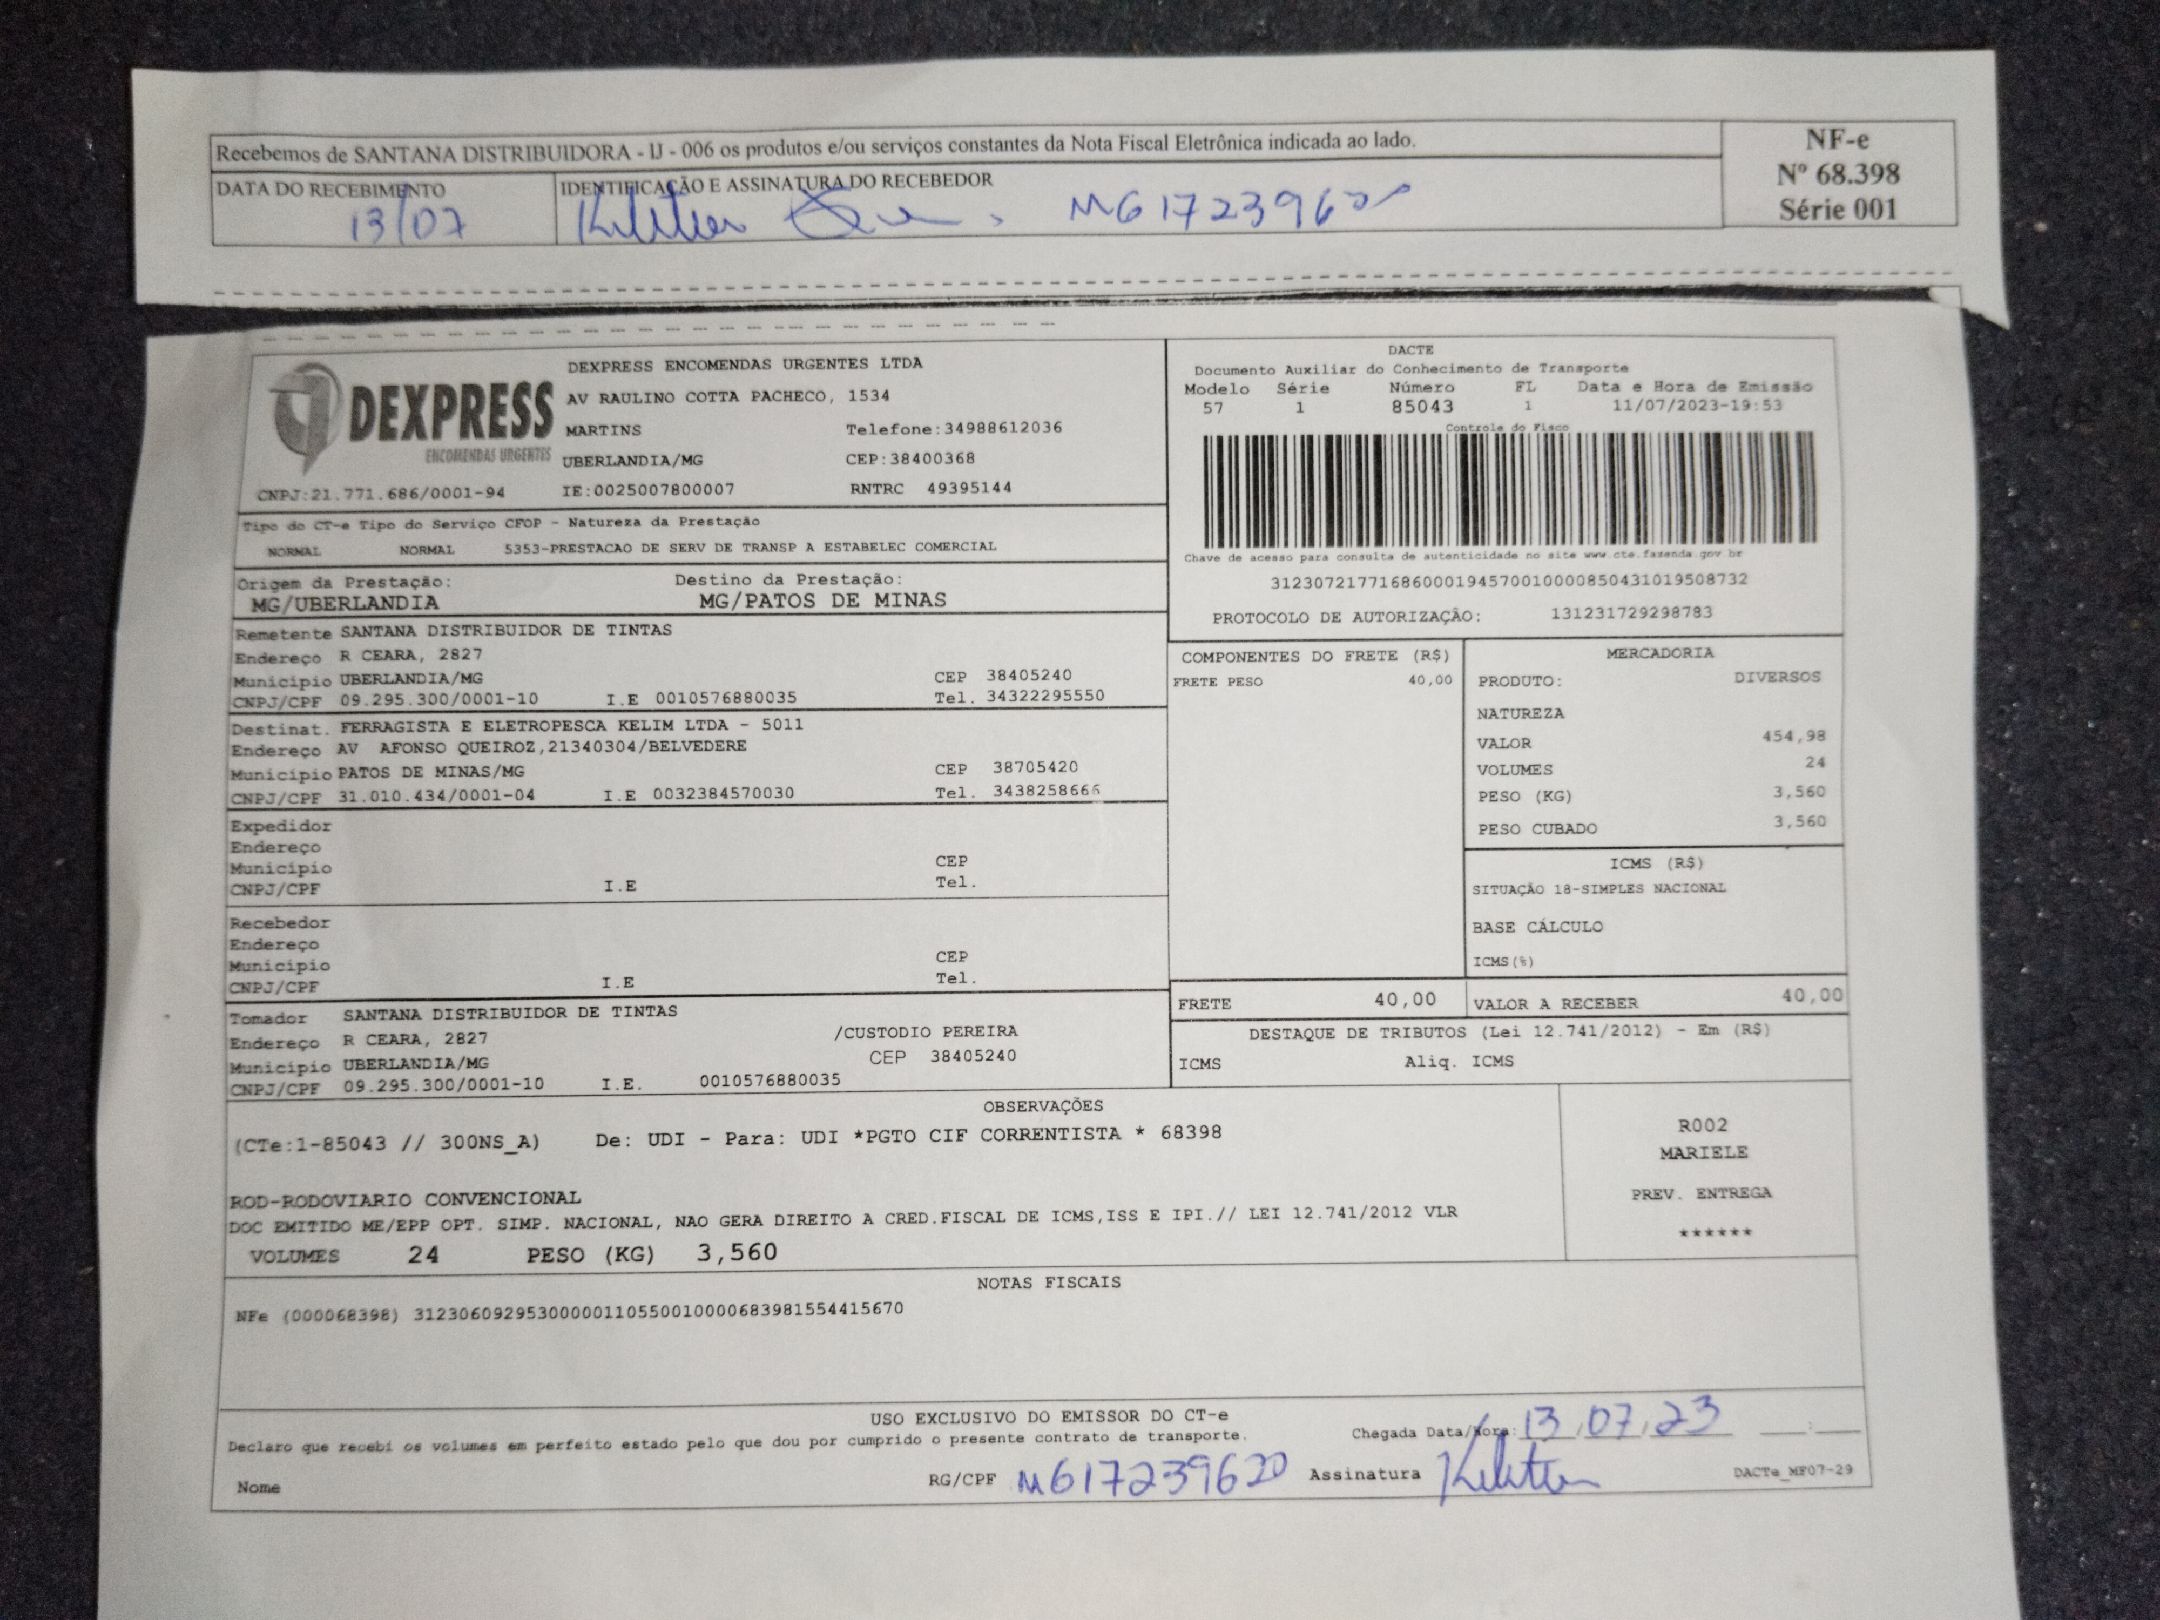 Recebemos de SANTANA DISTRIBUIDORA - IJ - 006 os produtos e/ou serviços constantes da Nota Fiscal Eletrônica indicada ao lado.
NF-e
Nº 68.398
Série 001
DATA DO RECEBIMENTO
13/07
IDENTIFICAÇÃO E ASSINATURA DO RECEBEDOR
MG 17239620
DEXPRESS
ENCOMENDAS URGENTES
CNPJ:21.771.686/0001-94
DEXPRESS ENCOMENDAS URGENTES LTDA
AV RAULINO COTTA PACHECO, 1534
MARTINS Telefone:34988612036
UBERLANDIA/MG CEP:38400368
IE:0025007800007 RNTRC 49395144
DACTE
Documento Auxiliar do Conhecimento de Transporte
Modelo Série Número FL Data e Hora de Emissão
57 1 85043 1 11/07/2023-19:53
Controle do Fisco
Chave de acesso para consulta de autenticidade no site www.cte.fazenda.gov br
31230721771686000194570010000850431019508732
PROTOCOLO DE AUTORIZAÇÃO: 131231729298783
Tipo do CT-e Tipo do Serviço CFOP - Natureza da Prestação
NORMAL NORMAL 5353-PRESTACAO DE SERV DE TRANSP A ESTABELEC COMERCIAL
Origem da Prestação: Destino da Prestação:
MG/UBERLANDIA MG/PATOS DE MINAS
Remetente SANTANA DISTRIBUIDOR DE TINTAS
Endereço R CEARA, 2827
Município UBERLANDIA/MG CEP 38405240
CNPJ/CPF 09.295.300/0001-10 I.E 0010576880035 Tel. 34322295550
Destinat. FERRAGISTA E ELETROPESCA KELIM LTDA - 5011
Endereço AV AFONSO QUEIROZ,21340304/BELVEDERE
Município PATOS DE MINAS/MG CEP 38705420
CNPJ/CPF 31.010.434/0001-04 I.E 0032384570030 Tel. 3438258666
Expedidor
Endereço
Município CEP
CNPJ/CPF I.E Tel.
Recebedor
Endereço
Município CEP
CNPJ/CPF I.E Tel.
Tomador SANTANA DISTRIBUIDOR DE TINTAS
Endereço R CEARA, 2827 /CUSTODIO PEREIRA
Município UBERLANDIA/MG CEP 38405240
CNPJ/CPF 09.295.300/0001-10 I.E. 0010576880035
COMPONENTES DO FRETE (R$)
FRETE PESO 40,00
MERCADORIA
PRODUTO: DIVERSOS
NATUREZA
VALOR 454,98
VOLUMES 24
PESO (KG) 3,560
PESO CUBADO 3,560
ICMS (R$)
SITUAÇÃO 18-SIMPLES NACIONAL
BASE CÁLCULO
ICMS(%)
FRETE 40,00 VALOR A RECEBER 40,00
DESTAQUE DE TRIBUTOS (Lei 12.741/2012) - Em (R$)
ICMS Aliq. ICMS
OBSERVAÇÕES
(CTe:1-85043 // 300NS_A) De: UDI - Para: UDI *PGTO CIF CORRENTISTA * 68398
ROD-RODOVIARIO CONVENCIONAL
DOC EMITIDO ME/EPP OPT. SIMP. NACIONAL, NAO GERA DIREITO A CRED.FISCAL DE ICMS,ISS E IPI.// LEI 12.741/2012 VLR
VOLUMES 24 PESO (KG) 3,560
R002
MARIELE
PREV. ENTREGA
******
NOTAS FISCAIS
NFe (000068398) 31230609295300000110550010000683981554415670
USO EXCLUSIVO DO EMISSOR DO CT-e
Declaro que recebi os volumes em perfeito estado pelo que dou por cumprido o presente contrato de transporte.
Chegada Data/Hora: 13/07/23 __:__
Nome RG/CPF MG17239620 Assinatura DACTe_MF07-29